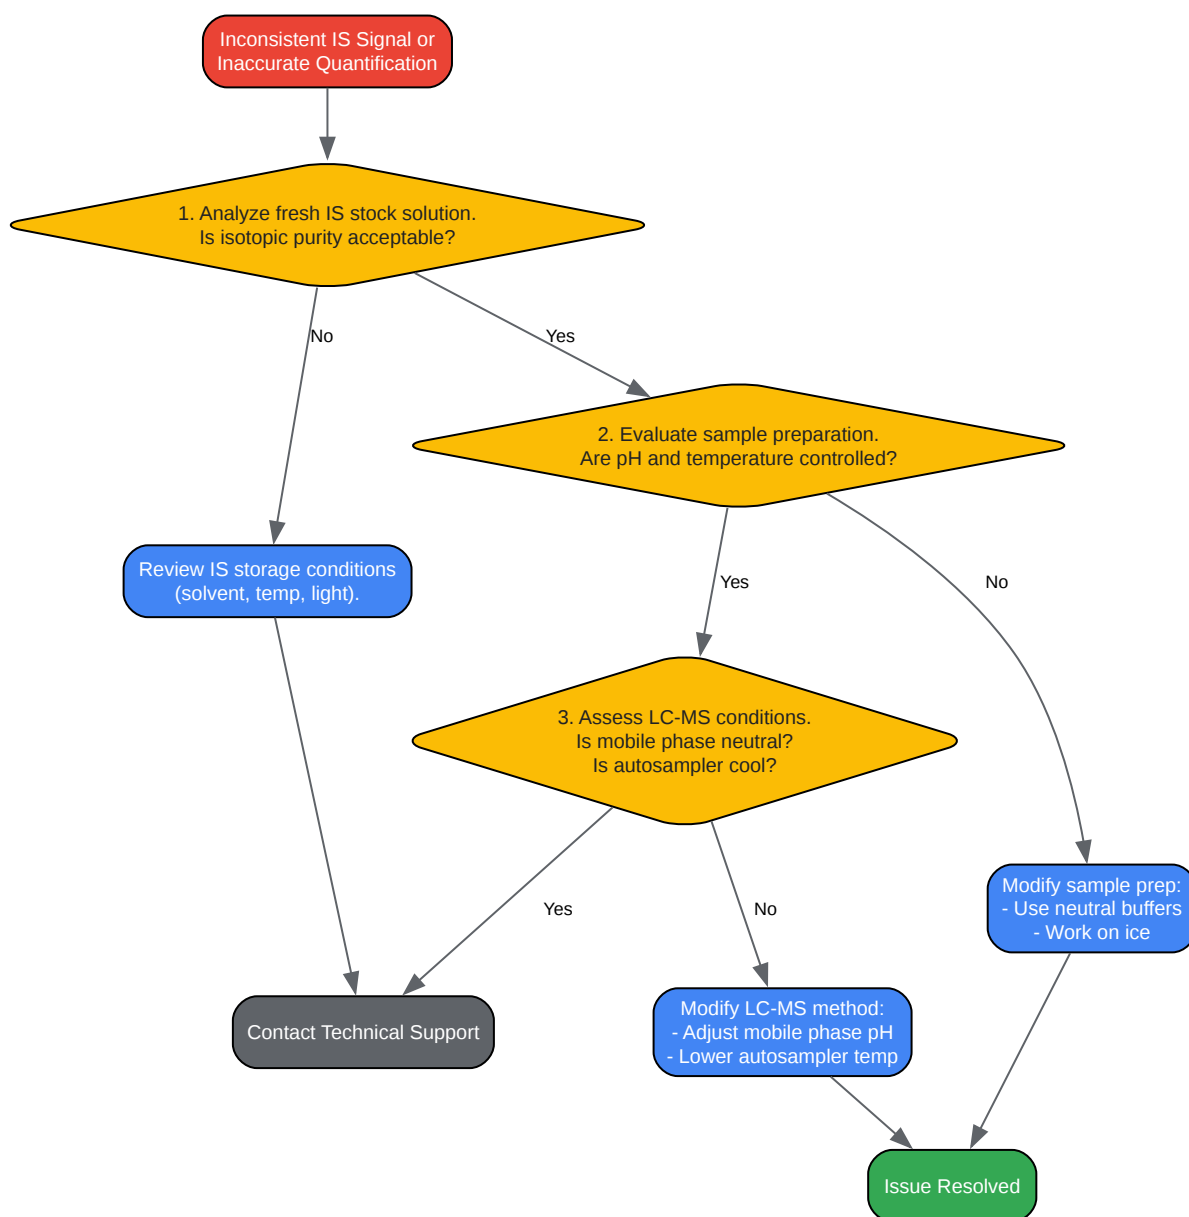 Inconsistent IS Signal or
Inaccurate Quantification
1. Analyze fresh IS stock solution.
Is isotopic purity acceptable?
No
Yes
2. Evaluate sample preparation.
Are pH and temperature controlled?
Review IS storage conditions
(solvent, temp, light).
Yes
No
3. Assess LC-MS conditions.
Is mobile phase neutral?
Is autosampler cool?
Yes
No
Modify sample prep:
- Use neutral buffers
- Work on ice
Contact Technical Support
Modify LC-MS method:
- Adjust mobile phase pH
- Lower autosampler temp
Issue Resolved